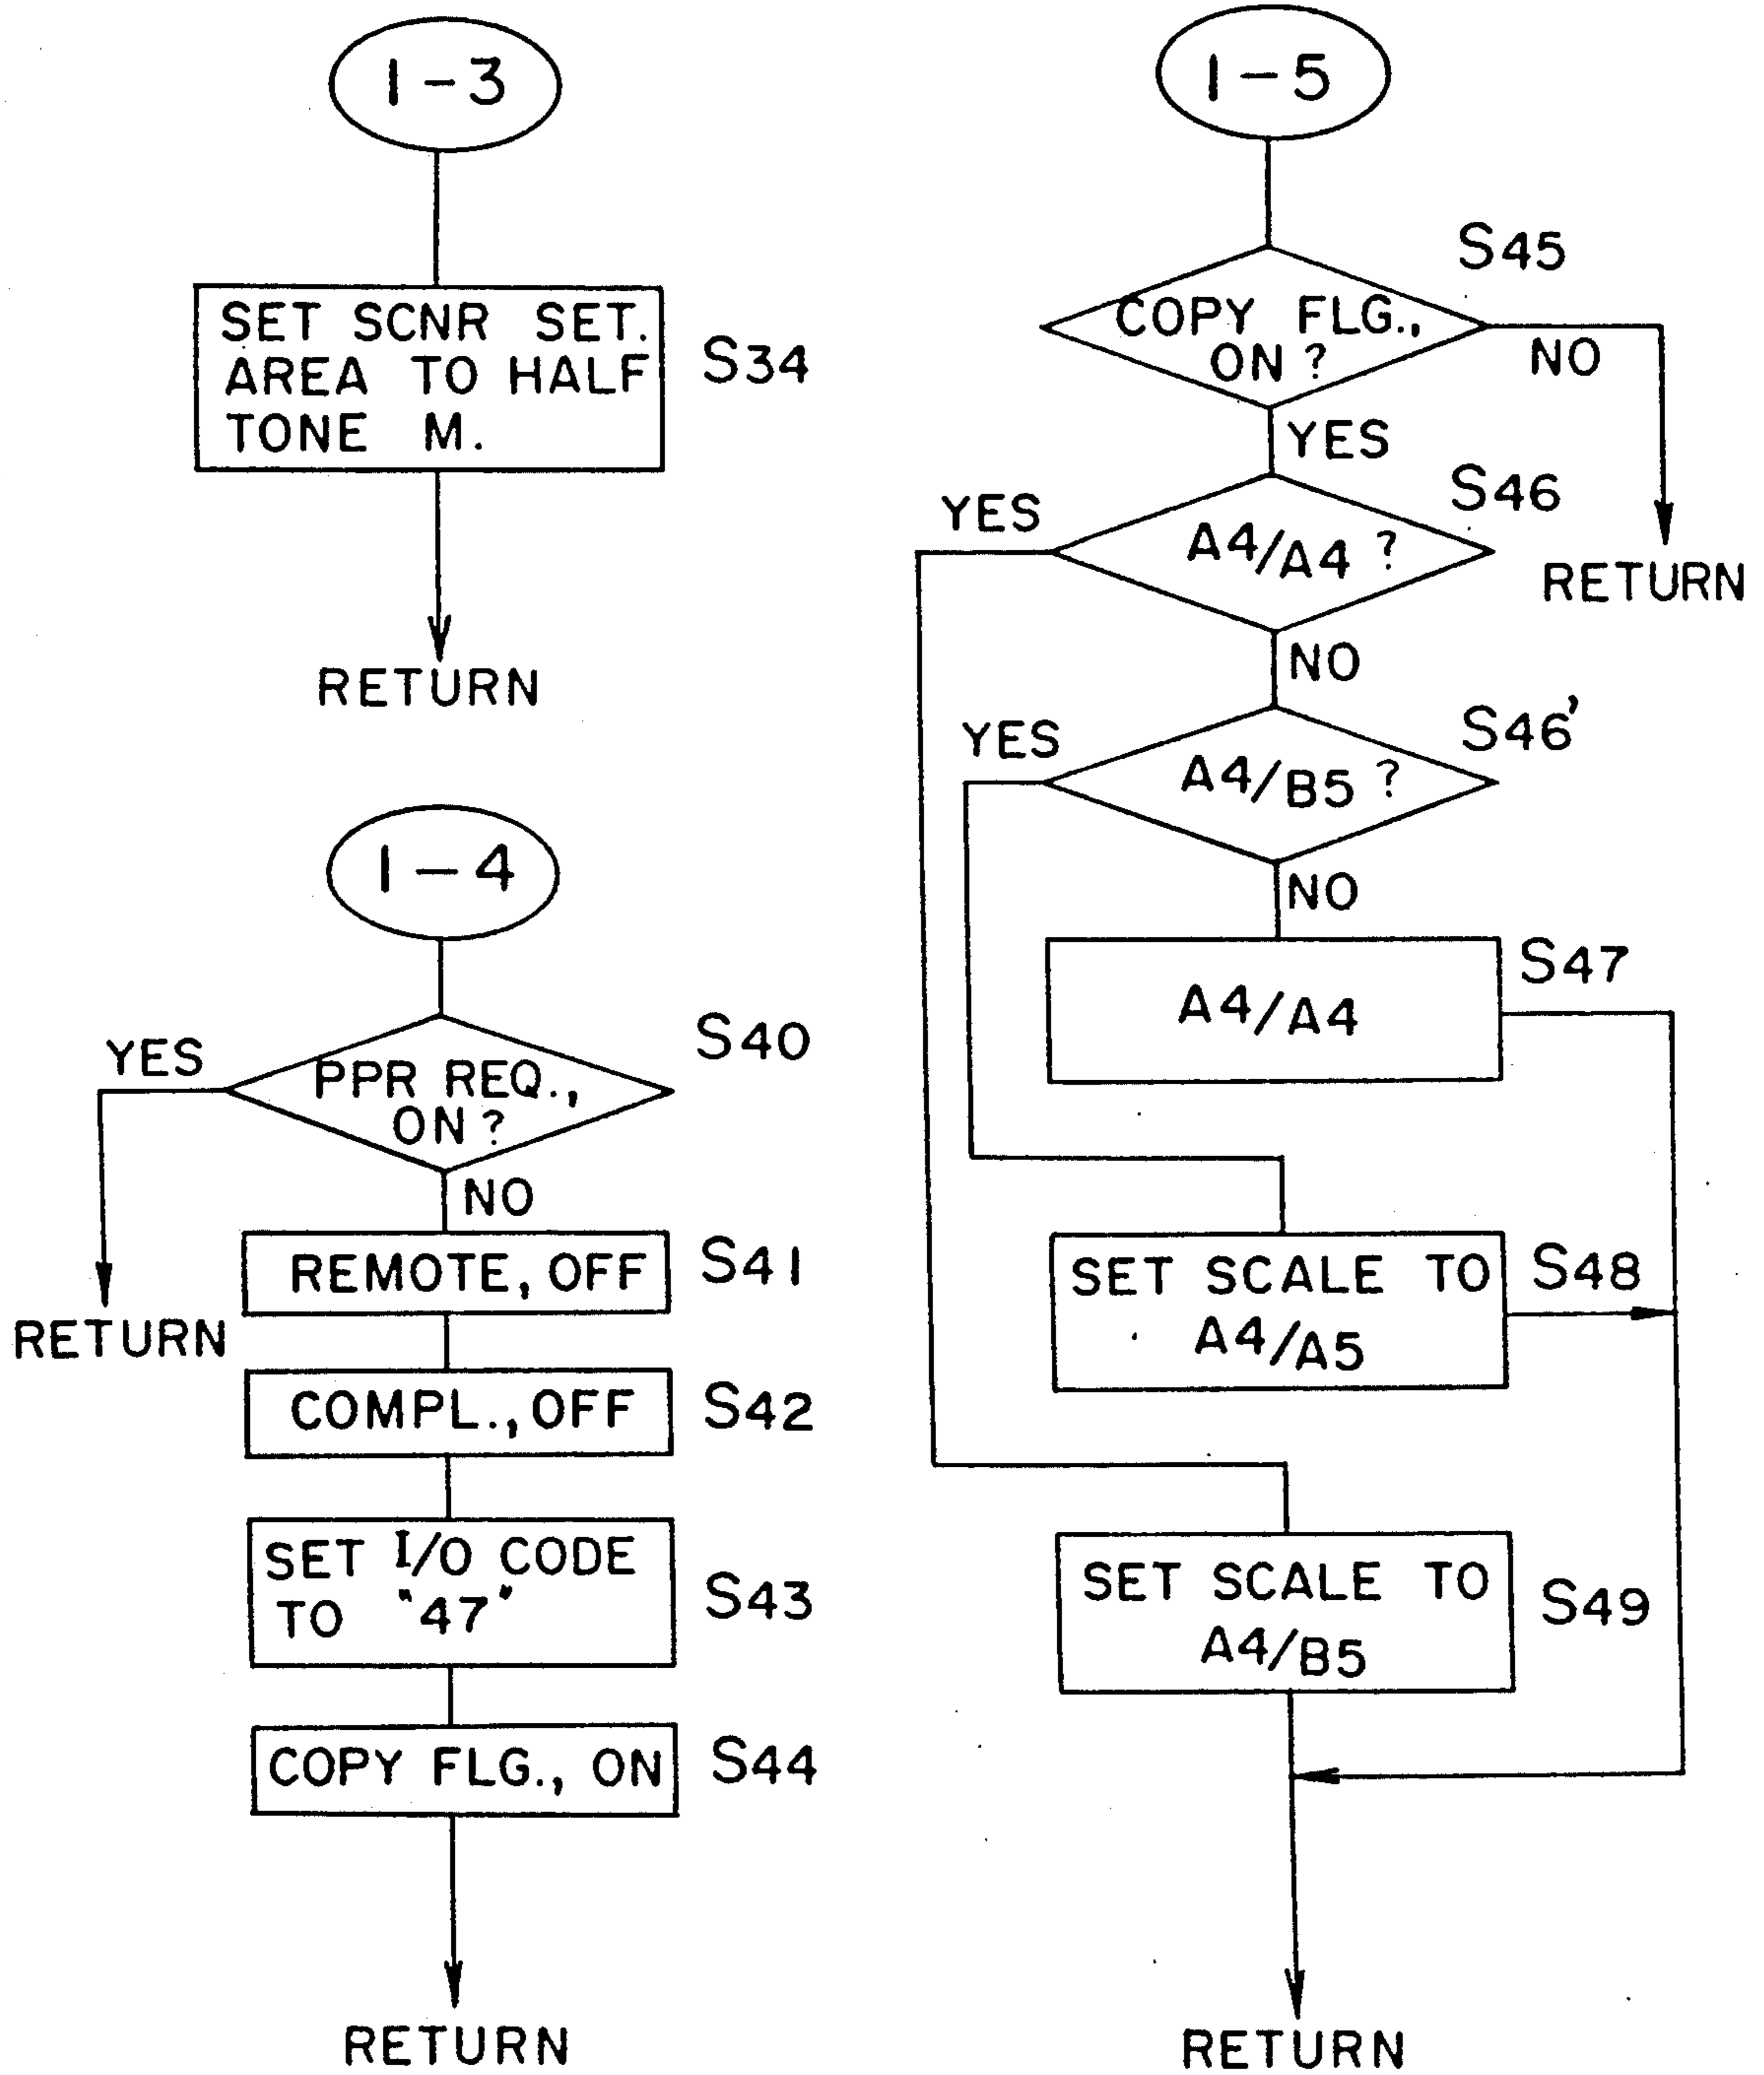 1-3
SET SCNR SET.
AREA TO HALF
TONE M.
S34
RETURN
1-4
S40
YES
PPR REQ.,
ON?
NO
RETURN
REMOTE, OFF
S41
COMPL., OFF
S42
SET I/O CODE
TO "47"
S43
COPY FLG., ON
S44
RETURN
1-5
S45
COPY FLG.,
ON?
NO
YES
RETURN
S46
YES
A4/A4 ?
NO
S46'
YES
A4/B5 ?
NO
S47
A4/A4
SET SCALE TO
A4/A5
S48
SET SCALE TO
A4/B5
S49
RETURN